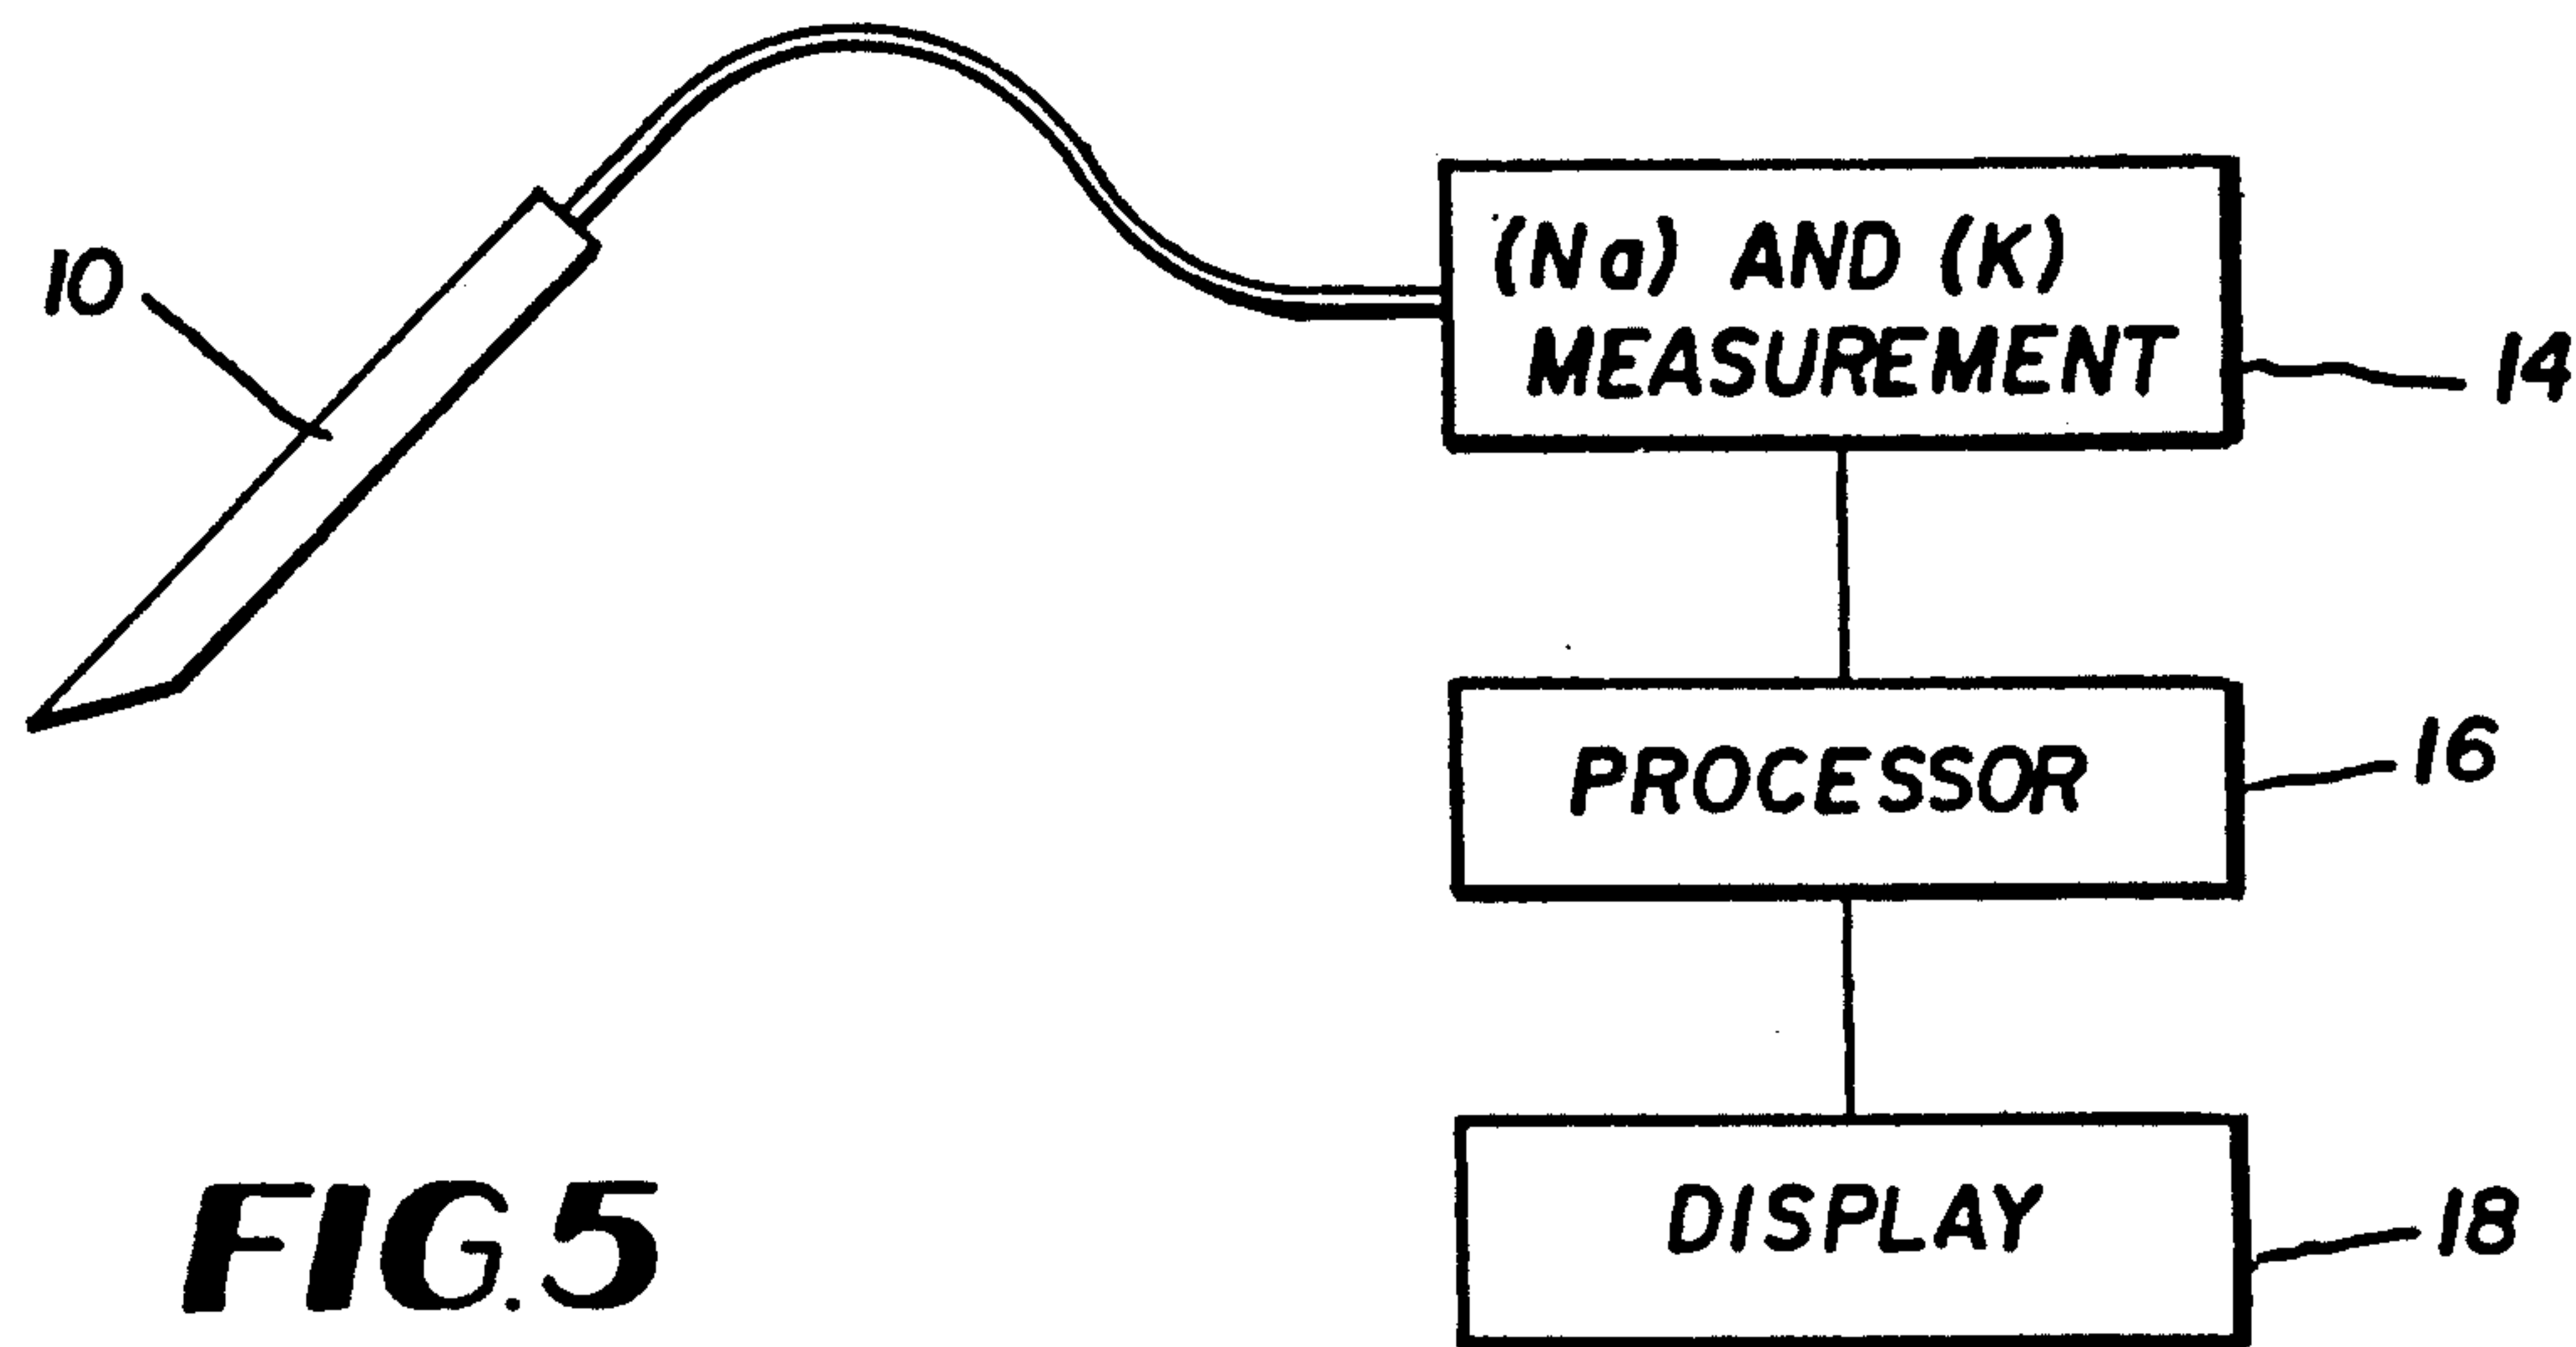 10
(Na) AND (K)
MEASUREMENT
14
PROCESSOR
16
DISPLAY
18
FIG.5